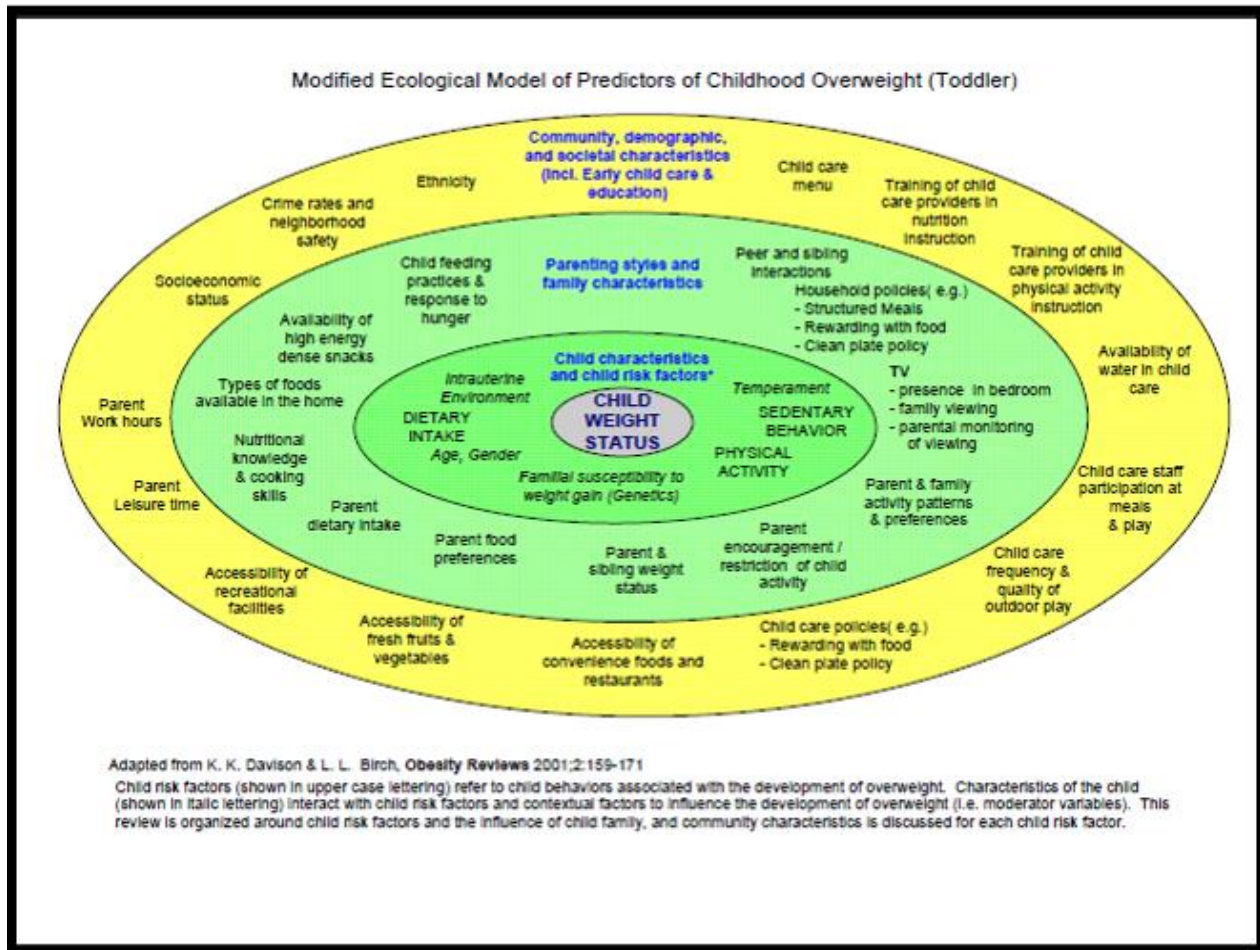 Modified Ecological Model of Predictors of Childhood Overweight (Toddler)
Community, demographic,
and societal characteristics
(incl. Early child care &
education)
Ethnicity
Crime rates and
neighborhood
safety
Socioeconomic
status
Parent
Work hours
Parent
Leisure time
Accessibility of
recreational
facilities
Accessibility of
fresh fruits &
vegetables
Accessibility of
convenience foods and
restaurants
Child care policies( e.g.)
- Rewarding with food
- Clean plate policy
Child care
frequency &
quality of
outdoor play
Child care staff
participation at
meals
& play
Availability of
water in child
care
Training of child
care providers in
physical activity
instruction
Training of child
care providers in
nutrition
instruction
Child care
menu
Parenting styles and
family characteristics
Child feeding
practices &
response to
hunger
Availability of
high energy
dense snacks
Types of foods
available in the home
Nutritional
knowledge
& cooking
skills
Parent
dietary intake
Parent food
preferences
Parent &
sibling weight
status
Parent
encouragement /
restriction of child
activity
Parent & family
activity patterns
& preferences
TV
- presence in bedroom
- family viewing
- parental monitoring
of viewing
Household policies( e.g.)
- Structured Meals
- Rewarding with food
- Clean plate policy
Peer and sibling
interactions
Child characteristics
and child risk factors*
Intrauterine
Environment
DIETARY
INTAKE
Age, Gender
Familial susceptibility to
weight gain (Genetics)
Temperament
SEDENTARY
BEHAVIOR
PHYSICAL
ACTIVITY
CHILD
WEIGHT
STATUS
Adapted from K. K. Davison & L. L. Birch, Obesity Reviews 2001;2:159-171
Child risk factors (shown in upper case lettering) refer to child behaviors associated with the development of overweight. Characteristics of the child
(shown in italic lettering) interact with child risk factors and contextual factors to influence the development of overweight (i.e. moderator variables). This
review is organized around child risk factors and the influence of child family, and community characteristics is discussed for each child risk factor.